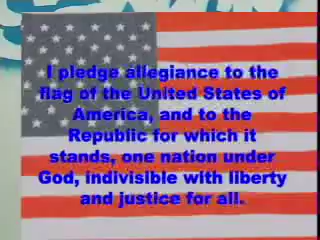 I pledge allegiance to the
flag of the United States of
America, and to the
Republic for which it
stands, one nation under
God, indivisible with liberty
and justice for all.